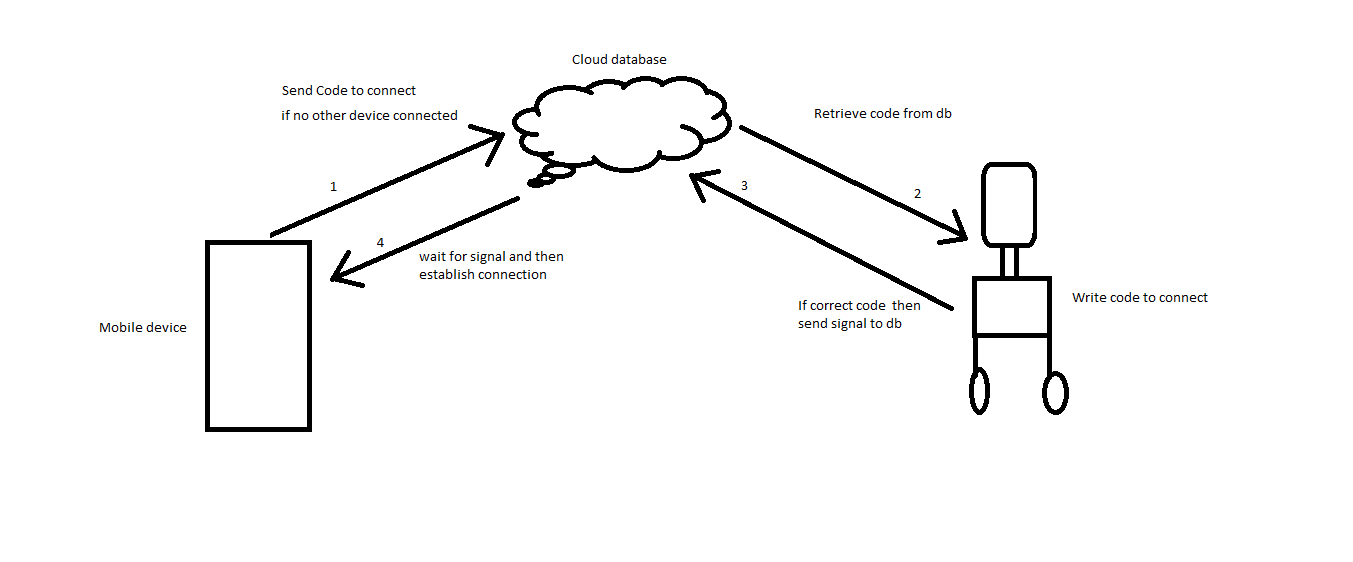 Cloud database
Send Code to connect
if no other device connected
Retrieve code from db
1
2
3
4
wait for signal and then
establish connection
If correct code  then
send signal to db
Write code to connect
Mobile device